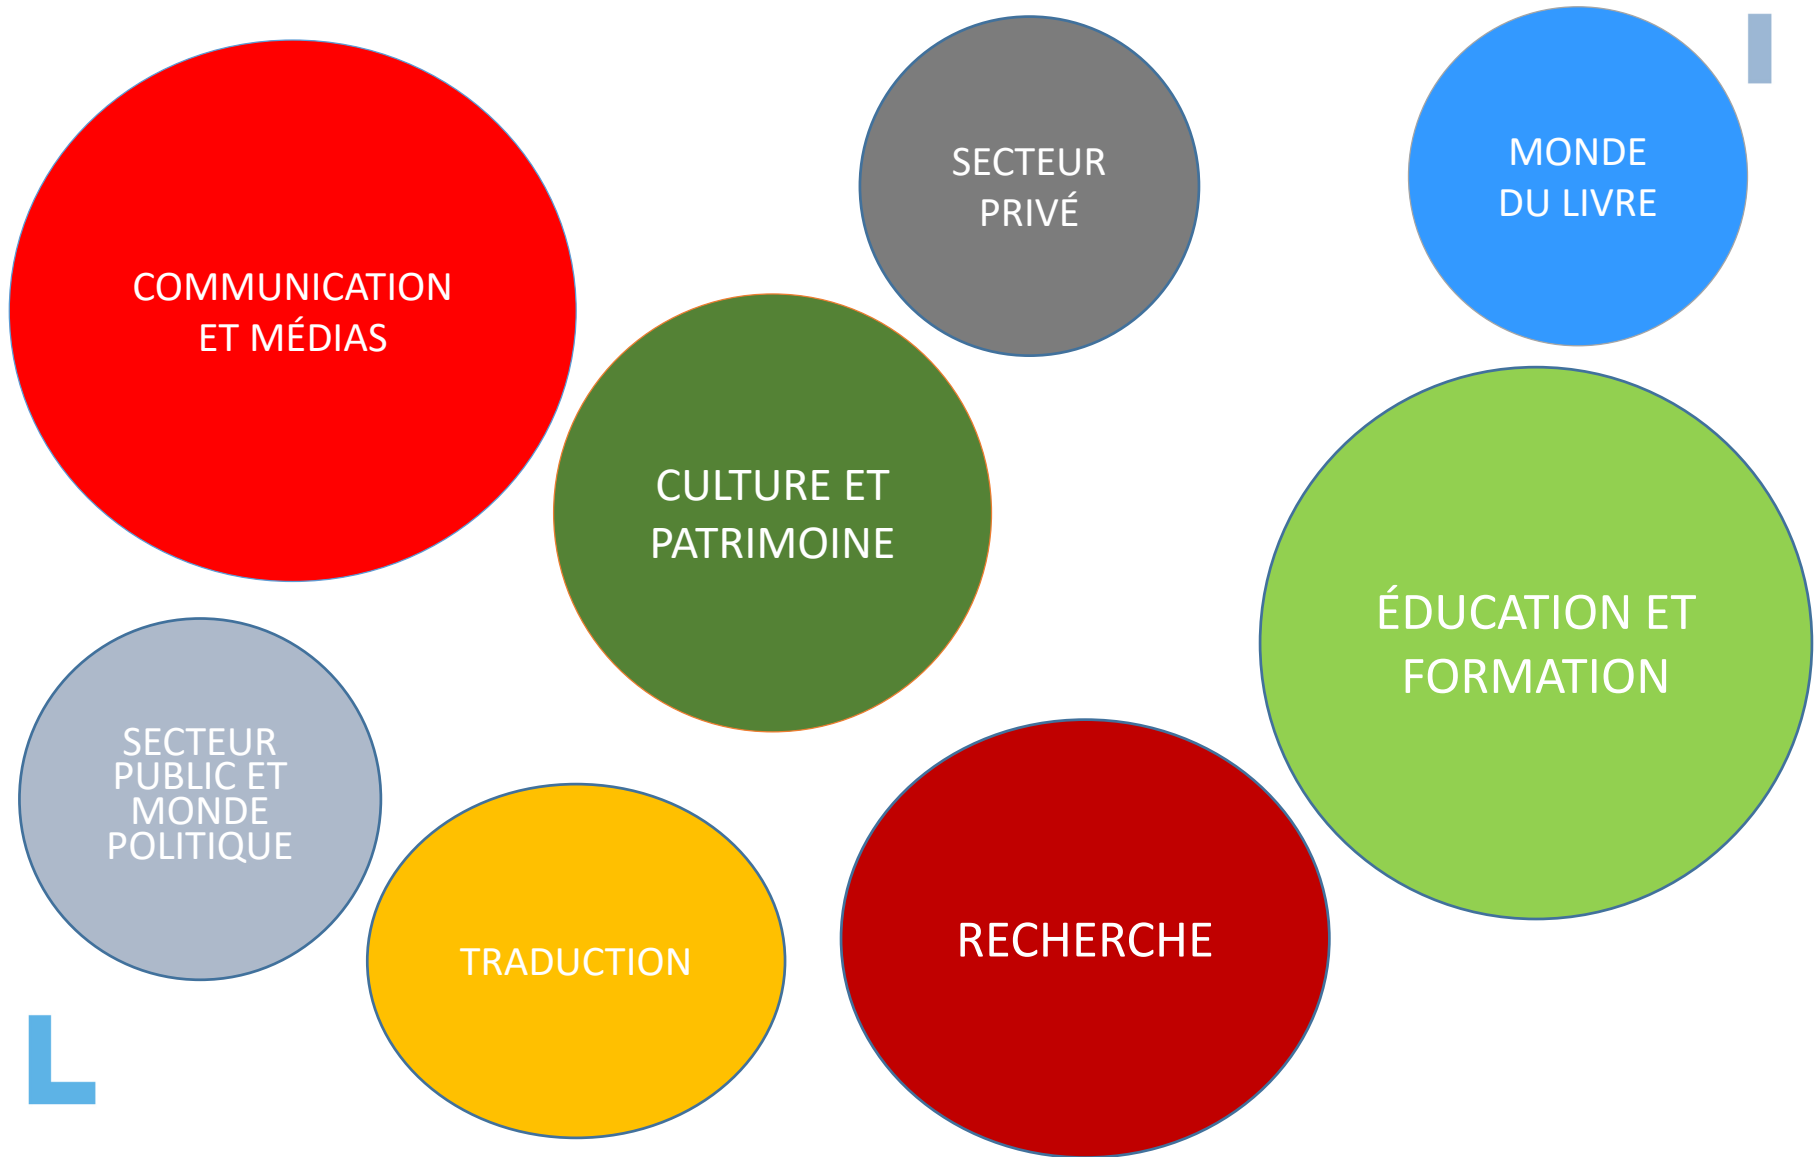 COMMUNICATION
ET MÉDIAS
SECTEUR
PRIVÉ
MONDE
DU LIVRE
CULTURE ET
PATRIMOINE
ÉDUCATION ET
FORMATION
SECTEUR
PUBLIC ET
MONDE
POLITIQUE
TRADUCTION
RECHERCHE